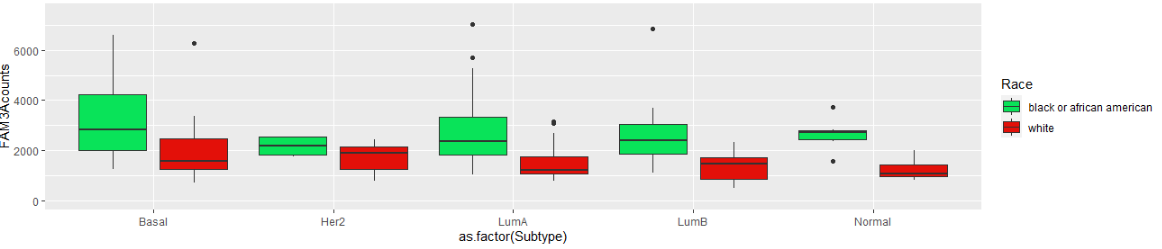 FAM3Acounts
6000
4000
2000
0
Basal
Her2
LumA
LumB
Normal
as.factor(Subtype)
Race
black or african american
white